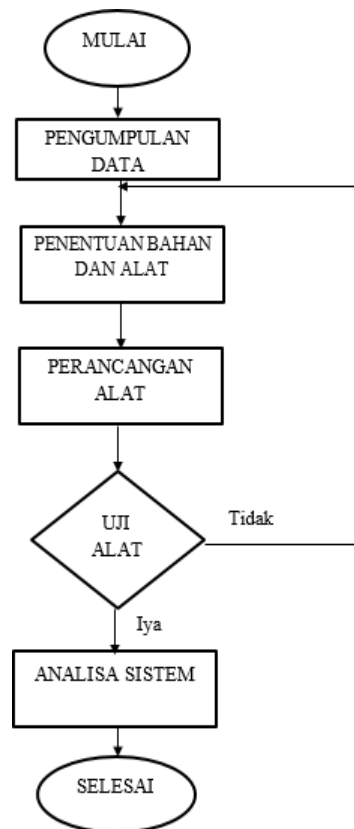 MULAI
PENGUMPULAN
DATA
PENENTUAN BAHAN
DAN ALAT
PERANCANGAN
ALAT
UJI
ALAT
Tidak
Iya
ANALISA SISTEM
SELESAI